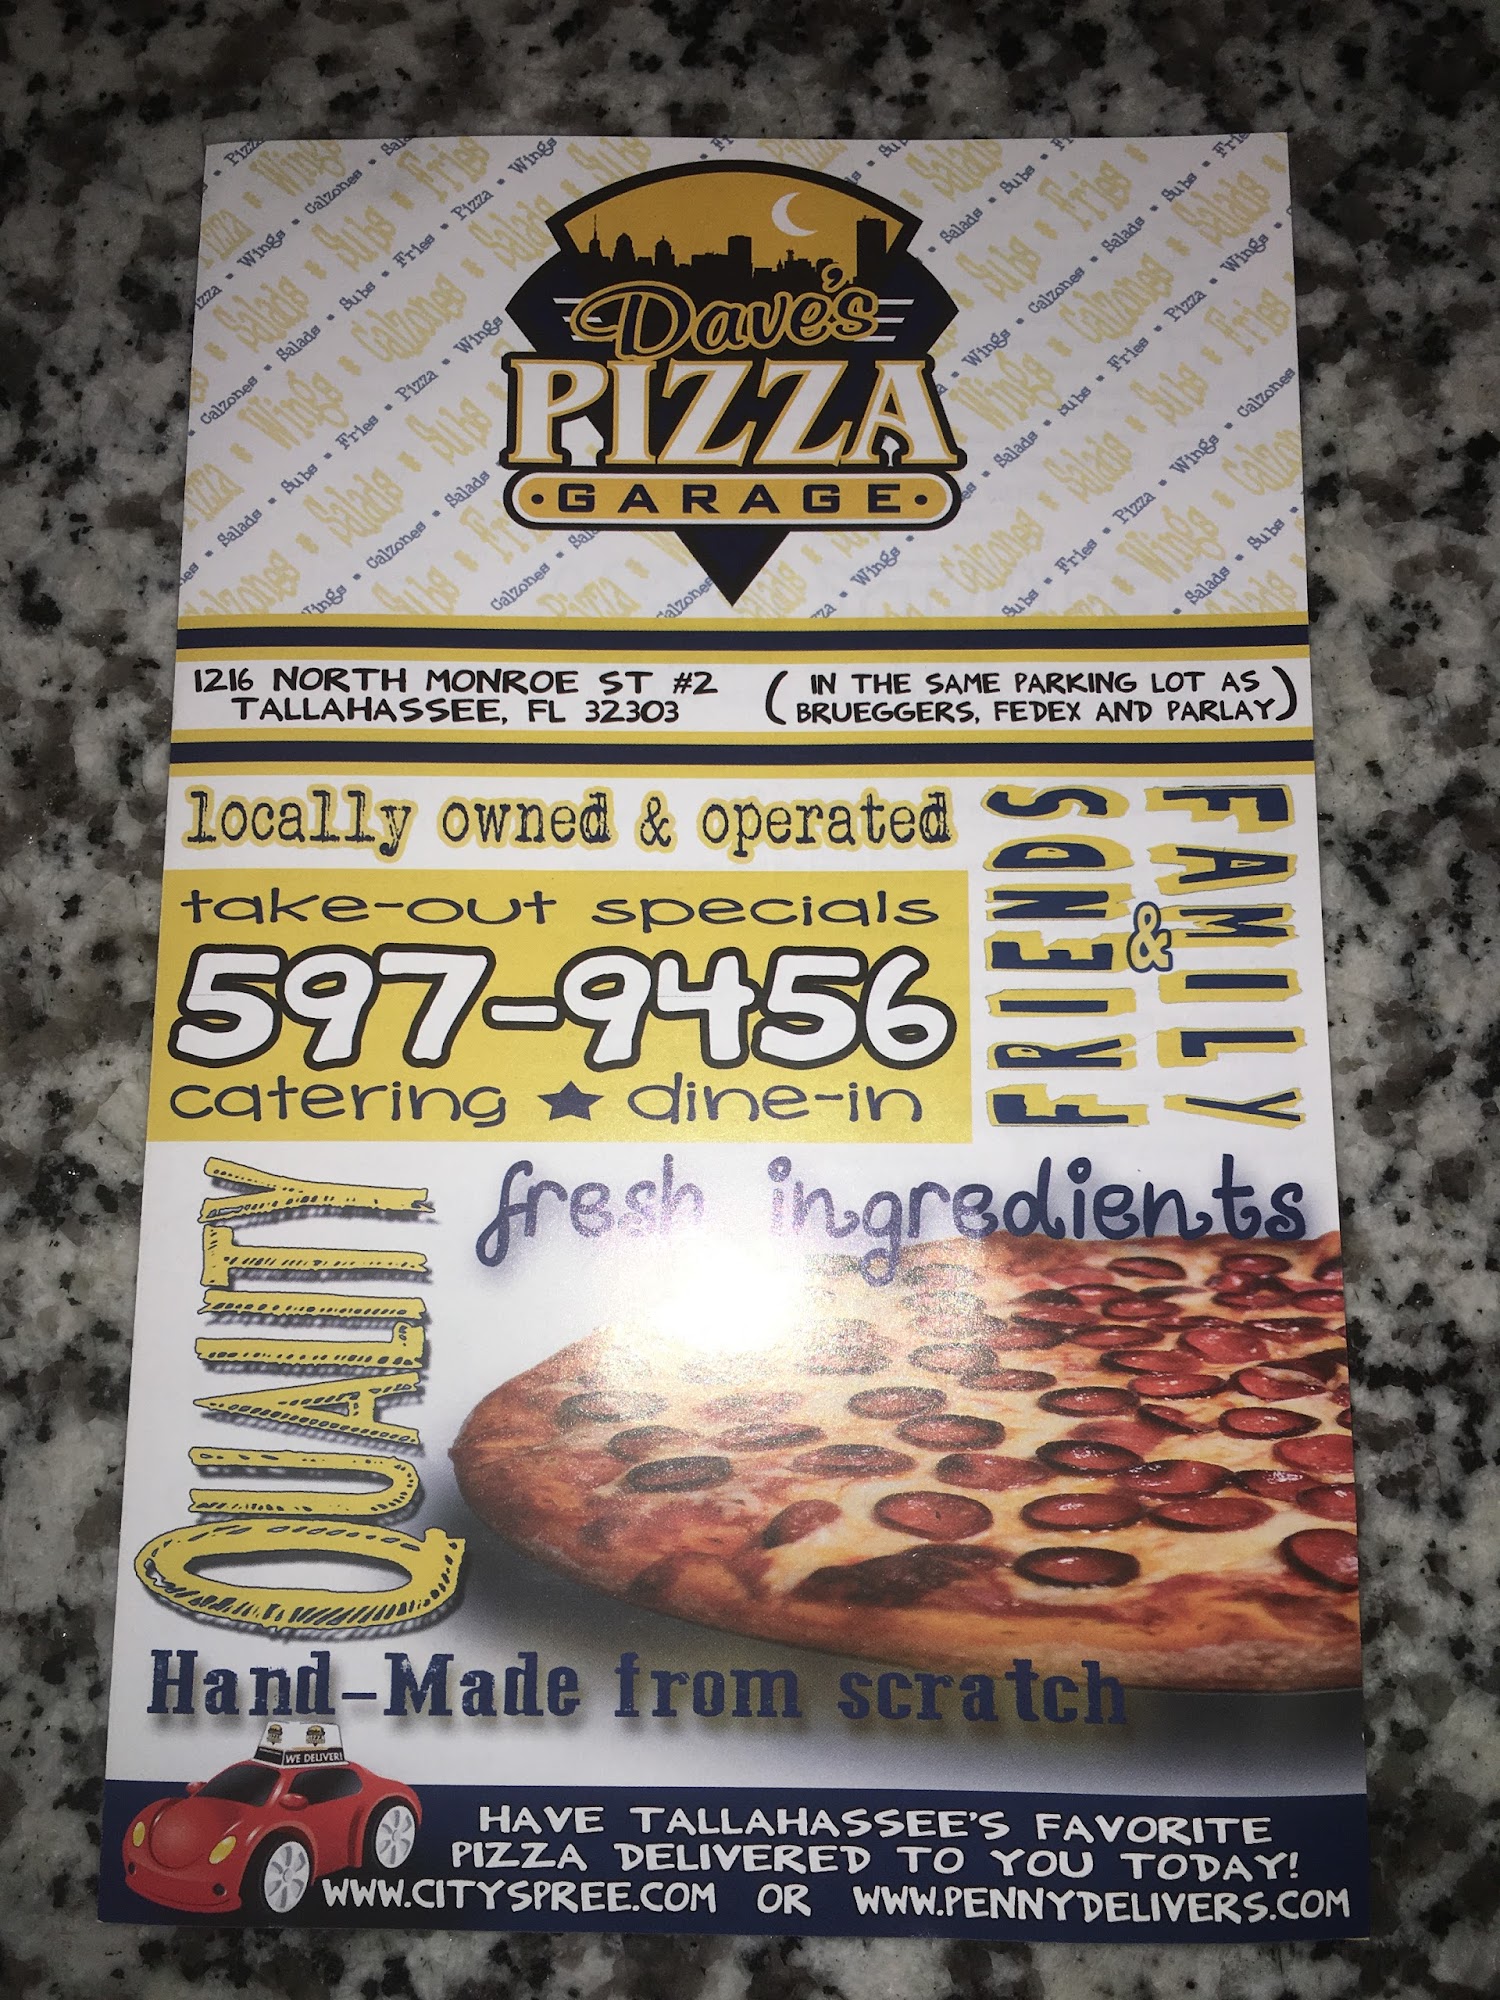 Dave's
PIZZA
• GARAGE •
1216 NORTH MONROE ST #2
TALLAHASSEE, FL 32303
( IN THE SAME PARKING LOT AS
BRUEGGERS, FEDEX AND PARLAY )
locally owned & operated
FRIENDS
&
FAMILY
take-out specials
597-9456
catering ★ dine-in
QUALITY
fresh ingredients
Hand-Made from scratch
WE DELIVER!
HAVE TALLAHASSEE'S FAVORITE
PIZZA DELIVERED TO YOU TODAY!
WWW.CITYSPREE.COM OR WWW.PENNYDELIVERS.COM